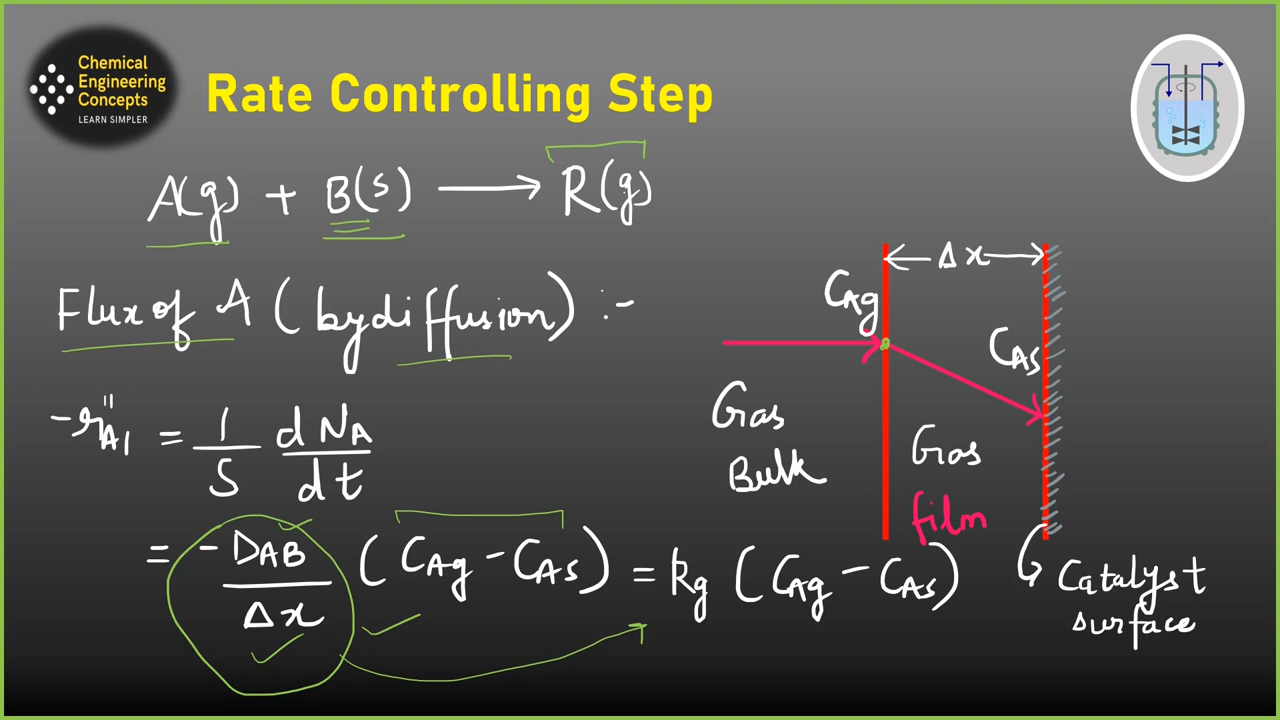 Chemical
Engineering
Concepts
LEARN SIMPLER
Rate Controlling Step
A(g) + B(s) ⟶ R(g)
Flux of A (by diffusion) :-
-r"A1 = 1/S dNA/dt
= -DAB/Δx (CAg - CAs) = kg (CAg - CAs)
Δx
CAg
CAs
Gas
Bulk
Gas
film
Catalyst
surface